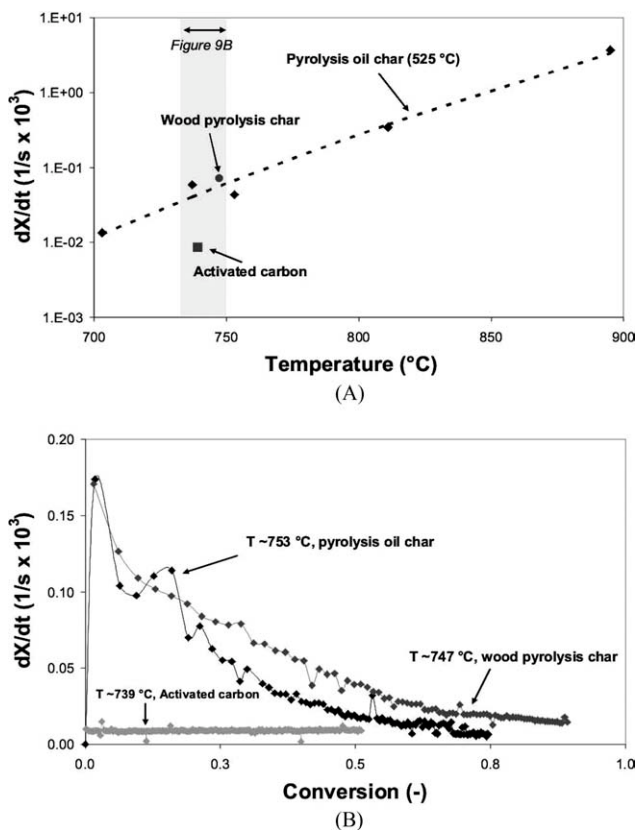 1.E+01
1.E+00
1.E-01
1.E-02
1.E-03
dX/dt (1/s x 10³)
Figure 9B
Pyrolysis oil char (525 °C)
Wood pyrolysis char
Activated carbon
700 750 800 850 900
Temperature (°C)
(A)
0.20
0.15
0.10
0.05
0.00
dX/dt (1/s x 10³)
T ~753 °C, pyrolysis oil char
T ~747 °C, wood pyrolysis char
T ~739 °C, Activated carbon
0.0 0.3 0.5 0.8 1.0
Conversion (-)
(B)